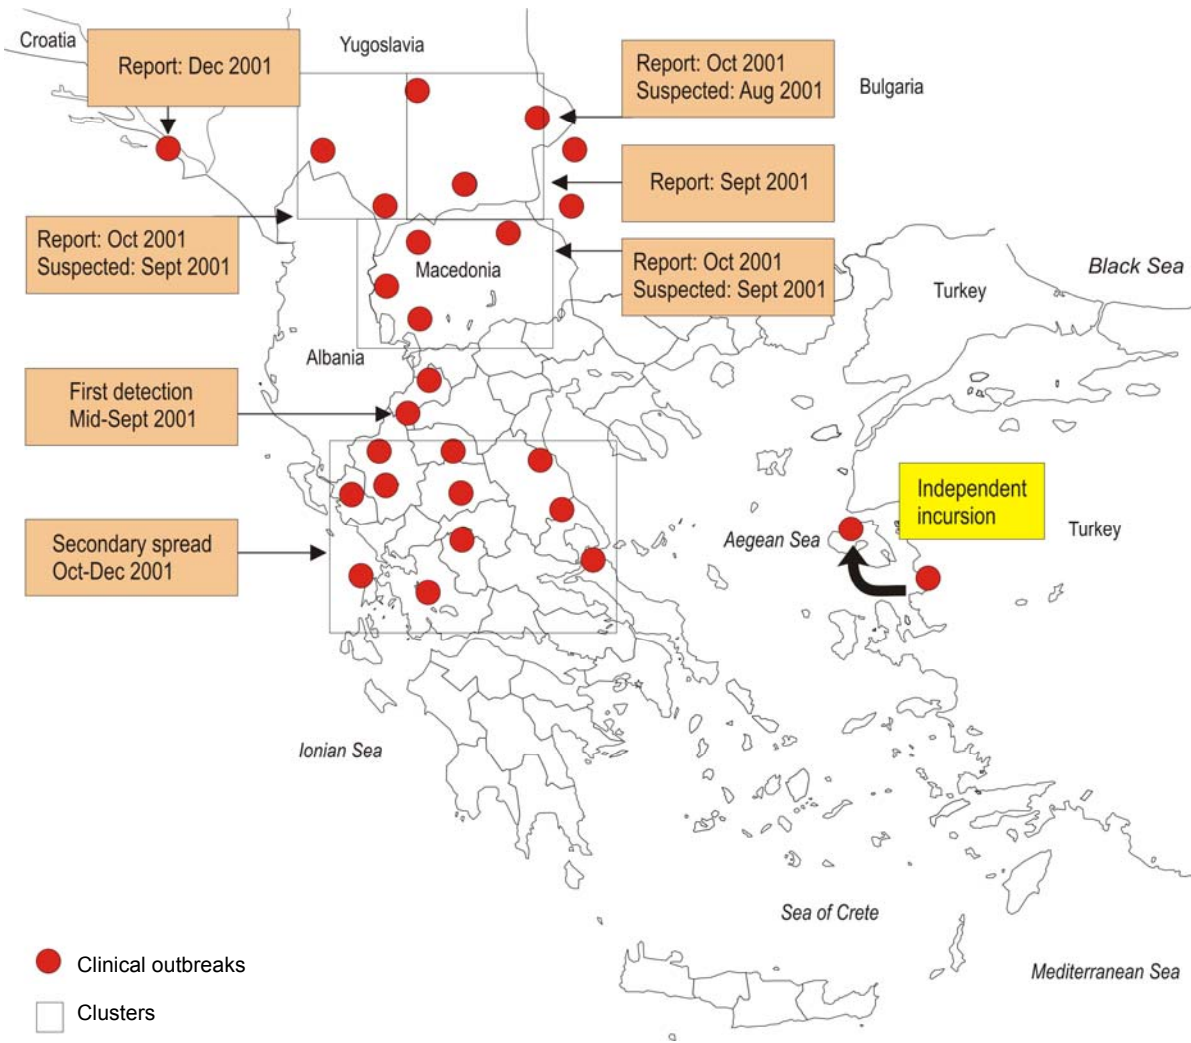 Croatia
Yugoslavia
Report: Dec 2001
Report: Oct 2001
Suspected: Aug 2001
Bulgaria
Report: Sept 2001
Report: Oct 2001
Suspected: Sept 2001
Report: Oct 2001
Suspected: Sept 2001
Macedonia
Black Sea
Turkey
Albania
First detection
Mid-Sept 2001
Independent
incursion
Secondary spread
Oct-Dec 2001
Aegean Sea
Turkey
Ionian Sea
Sea of Crete
Mediterranean Sea
Clinical outbreaks
Clusters